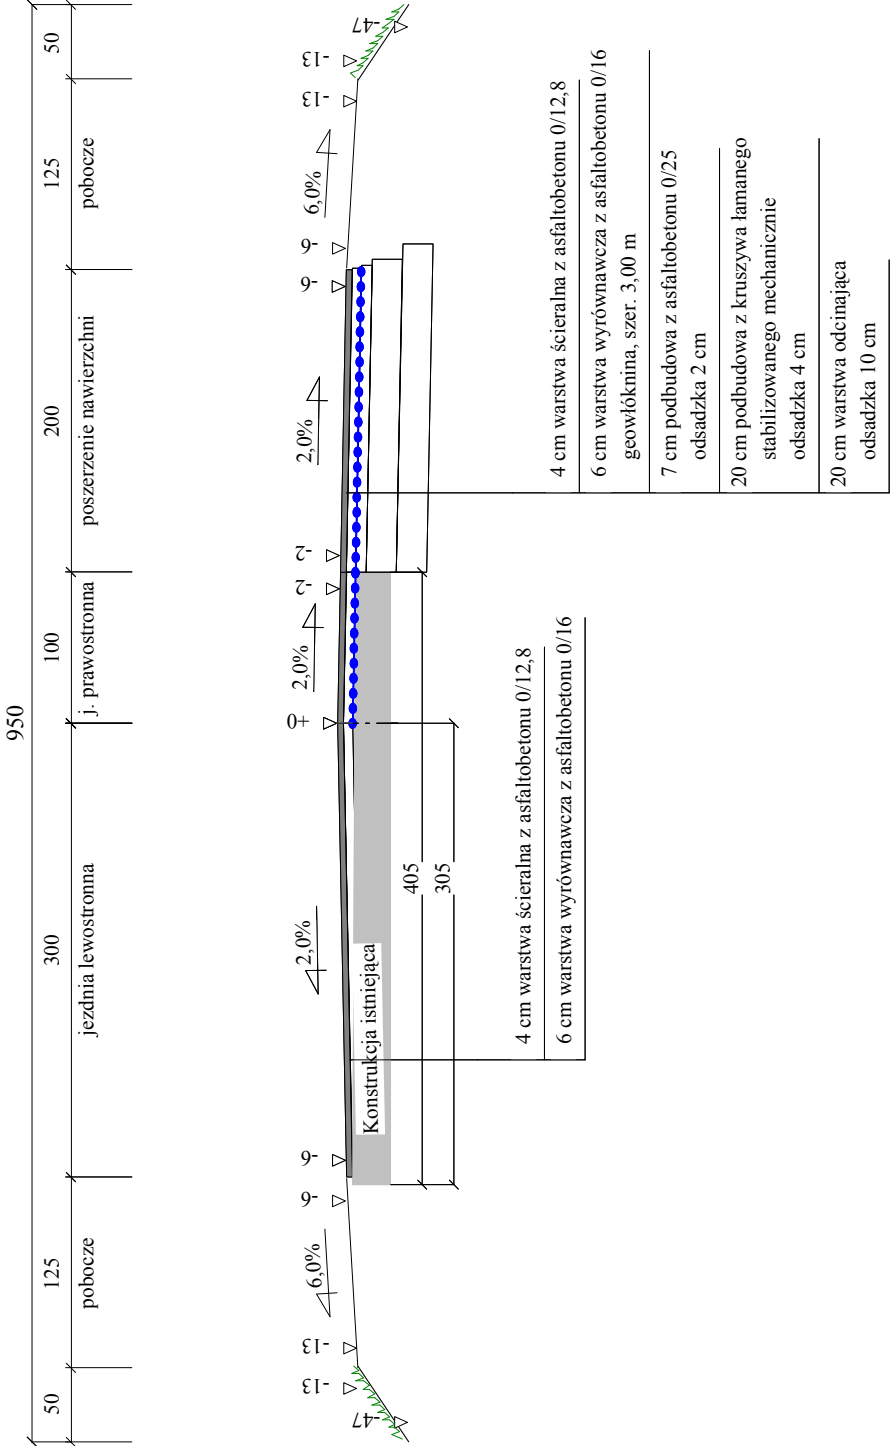 950
50 125 300 100 200 125 50
pobocze jezdnia lewostronna j. prawostronna poszerzenie nawierzchni pobocze
6,0% 2,0% 2,0% 2,0% 6,0%
-47 -13 -13 -6 -6 +0 -2 -2 -6 -6 -13 -13 -47
Konstrukcja istniejąca
405
305
4 cm warstwa ścieralna z asfaltobetonu 0/12,8
6 cm warstwa wyrównawcza z asfaltobetonu 0/16
4 cm warstwa ścieralna z asfaltobetonu 0/12,8
6 cm warstwa wyrównawcza z asfaltobetonu 0/16
geowłóknina, szer. 3,00 m
7 cm podbudowa z asfaltobetonu 0/25
odsadzka 2 cm
20 cm podbudowa z kruszywa łamanego
stabilizowanego mechanicznie
odsadzka 4 cm
20 cm warstwa odcinająca
odsadzka 10 cm